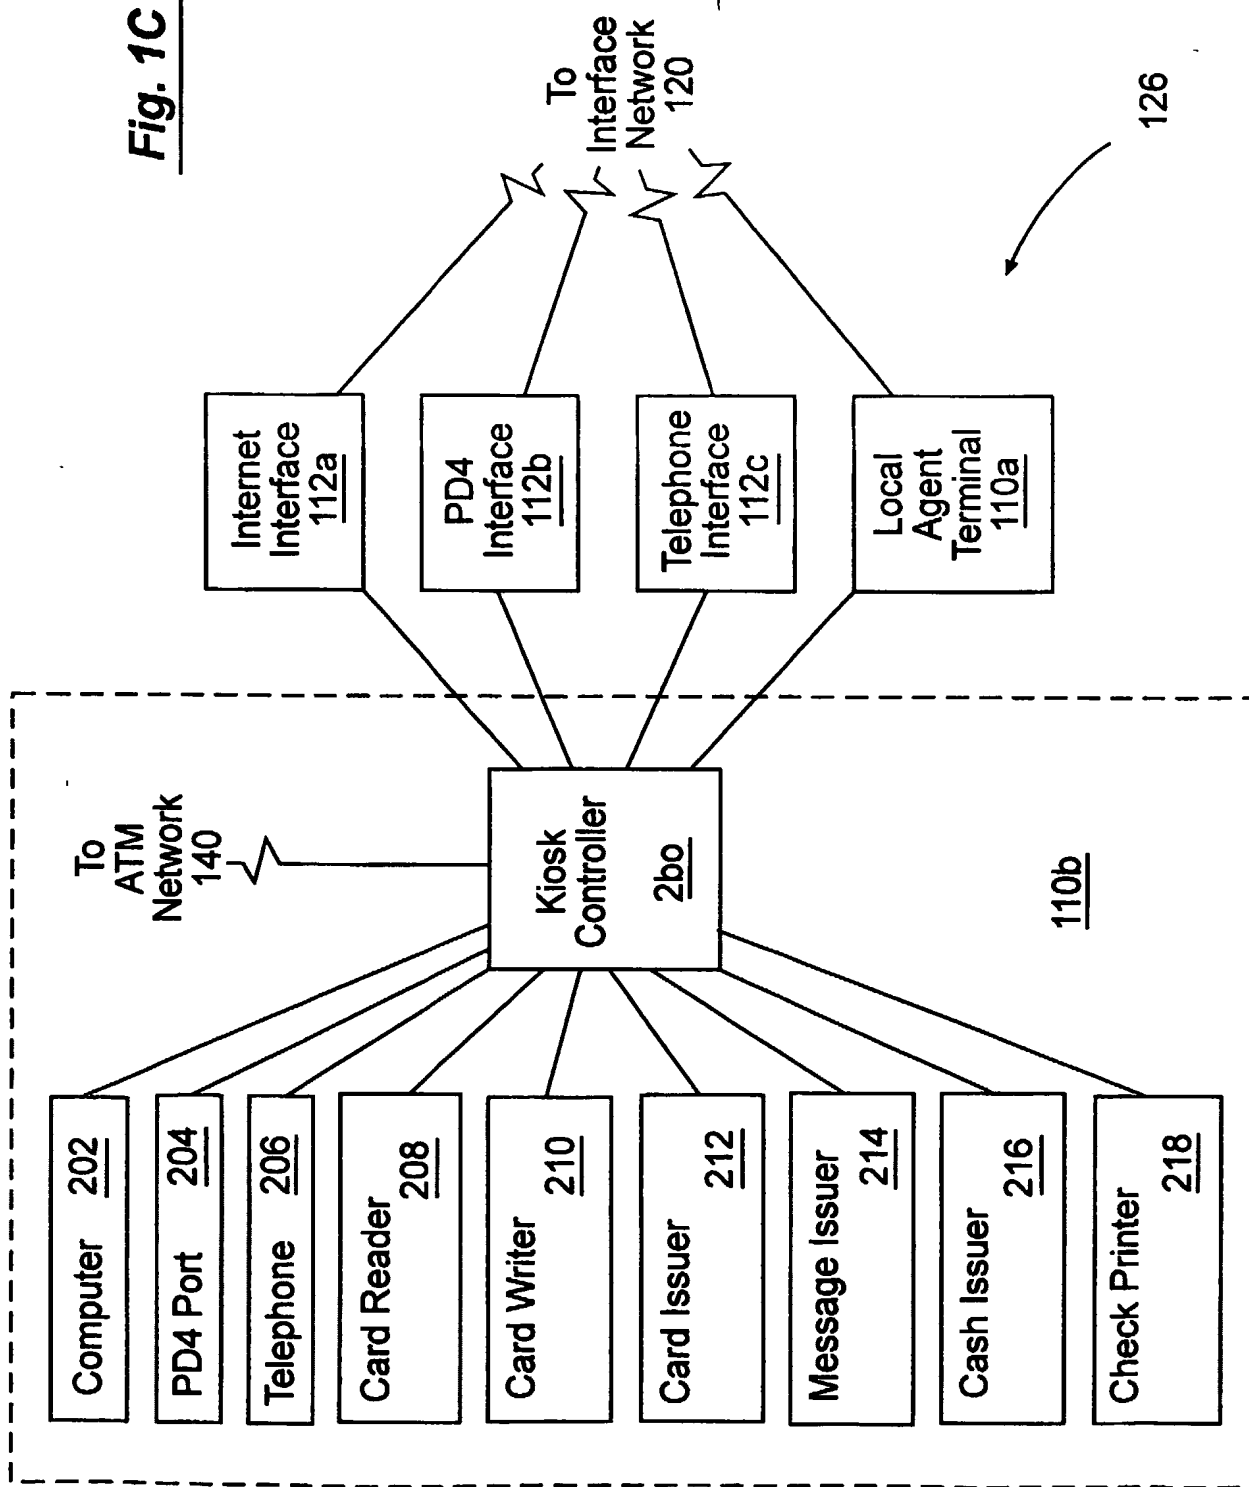 Fig. 1C
Computer 202
PD4 Port 204
Telephone 206
Card Reader
208
Card Writer
210
Card Issuer
212
Message Issuer
214
Cash Issuer
216
Check Printer
218
To
ATM
Network
140
Kiosk
Controller
2bo
110b
Internet
Interface
112a
PD4
Interface
112b
Telephone
Interface
112c
Local
Agent
Terminal
110a
To
Interface
Network
120
126